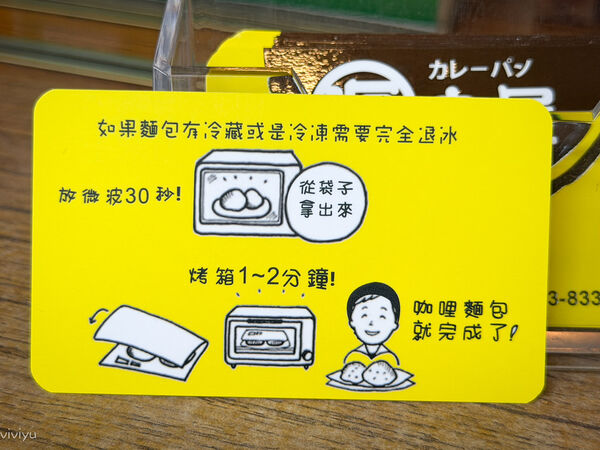 カレーパン
如果麵包有冷藏或是冷凍需要完全退冰
放微波30秒!
從袋子
拿出來
烤箱1~2分鐘!
咖哩麵包
就完成了!
3-833
viviyu